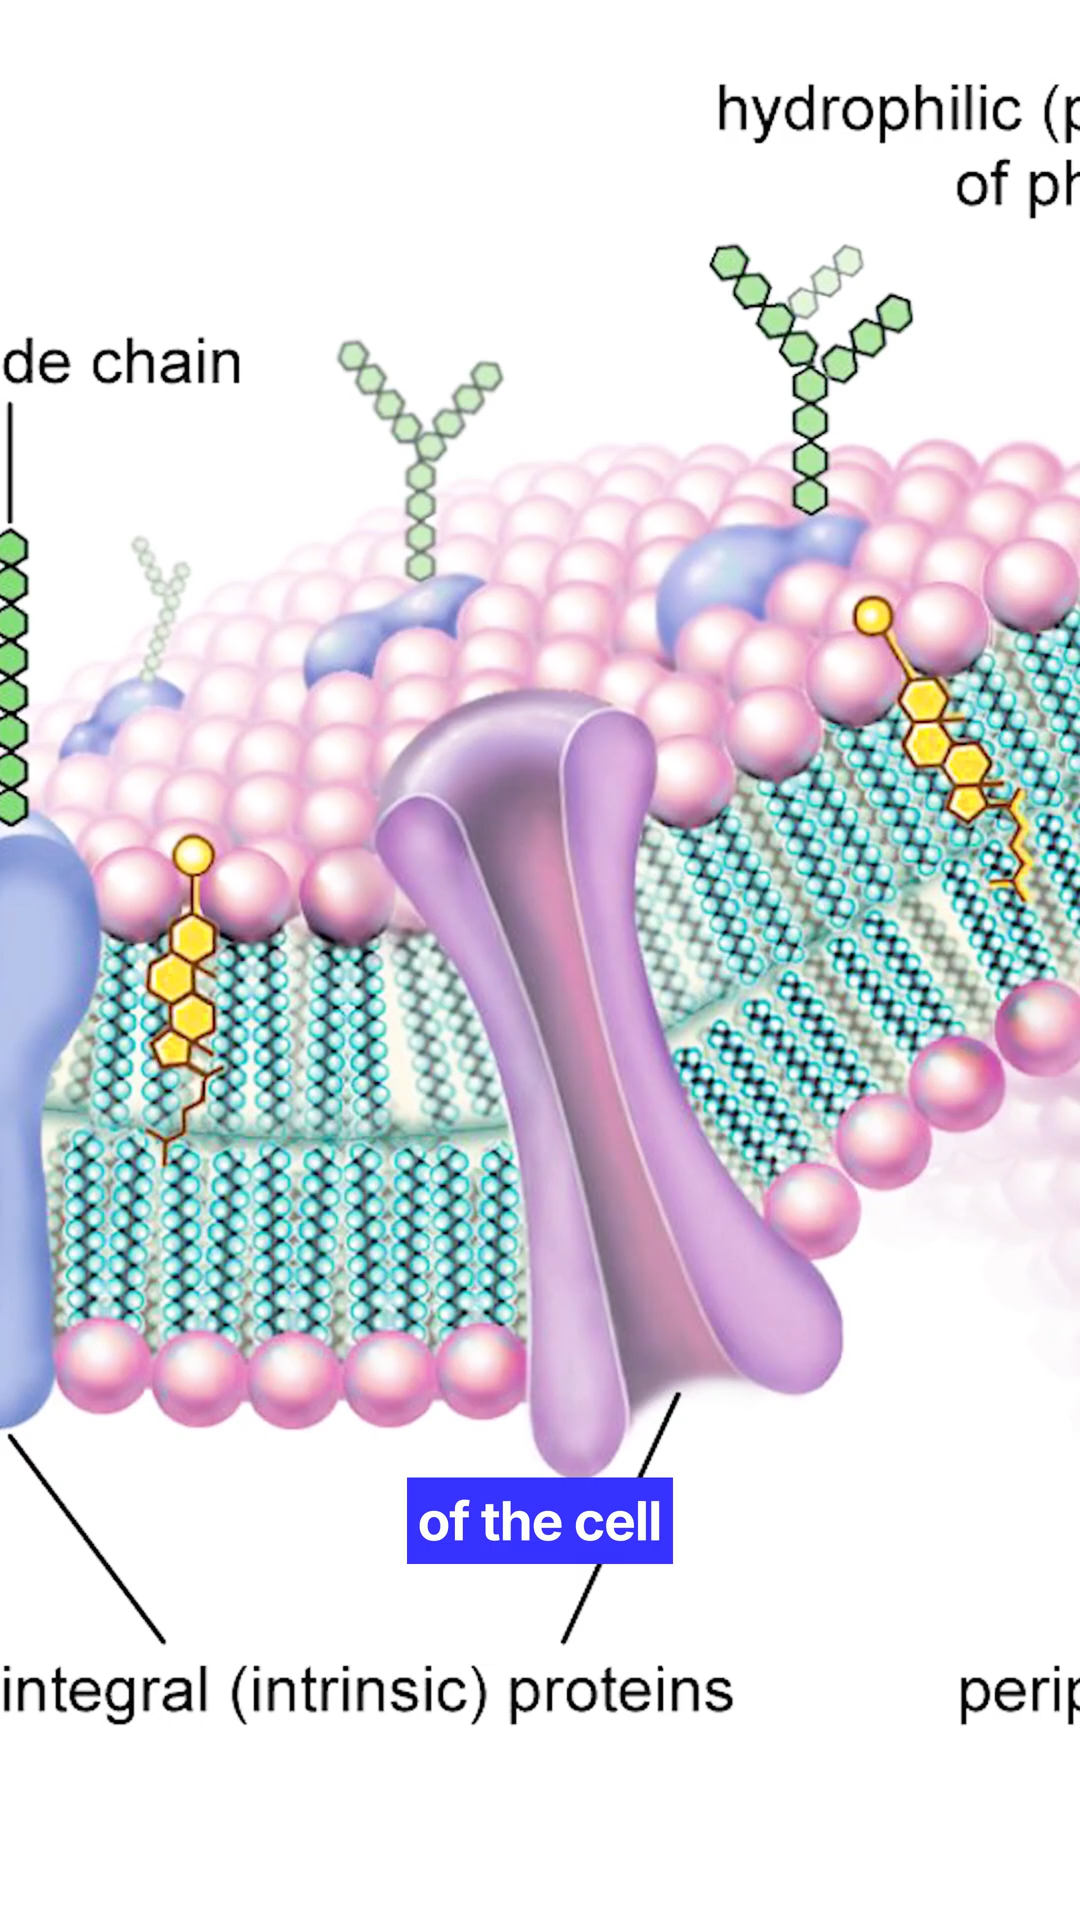 hydrophilic (p
of ph
de chain
of the cell
integral (intrinsic) proteins
perip